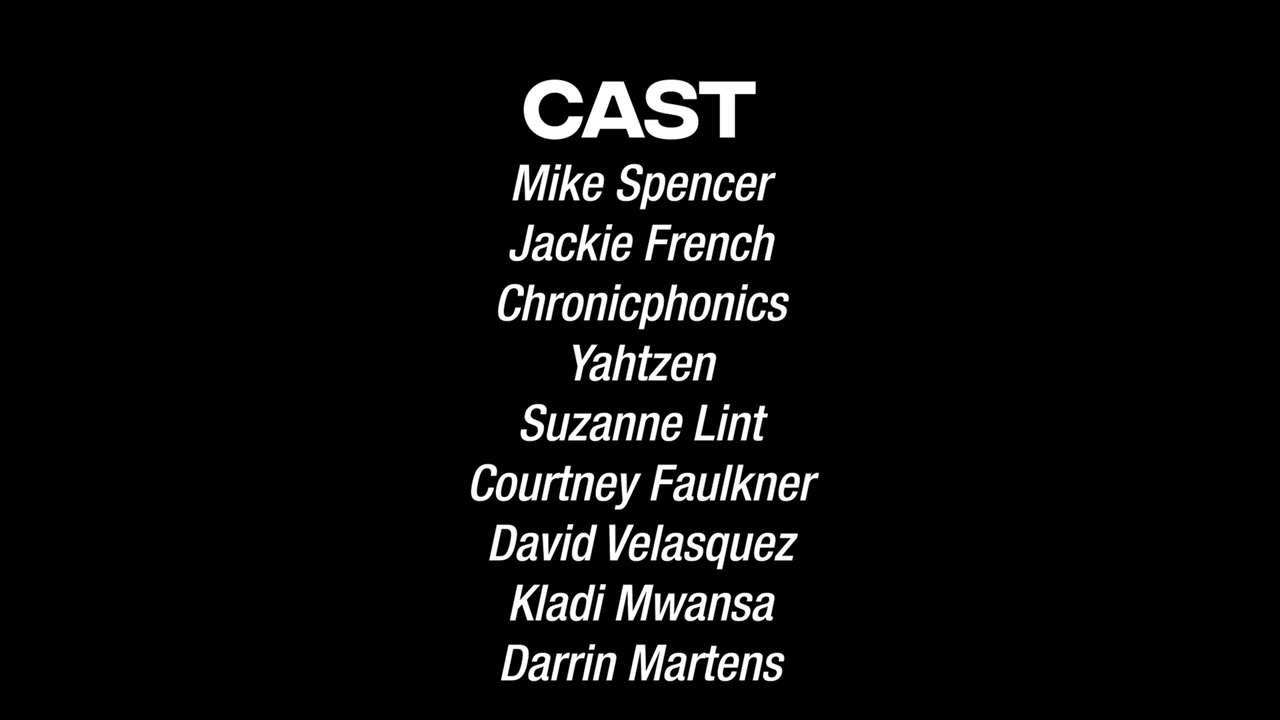 CAST
Mike Spencer
Jackie French
Chronicphonics
Yahtzen
Suzanne Lint
Courtney Faulkner
David Velasquez
Kladi Mwansa
Darrin Martens